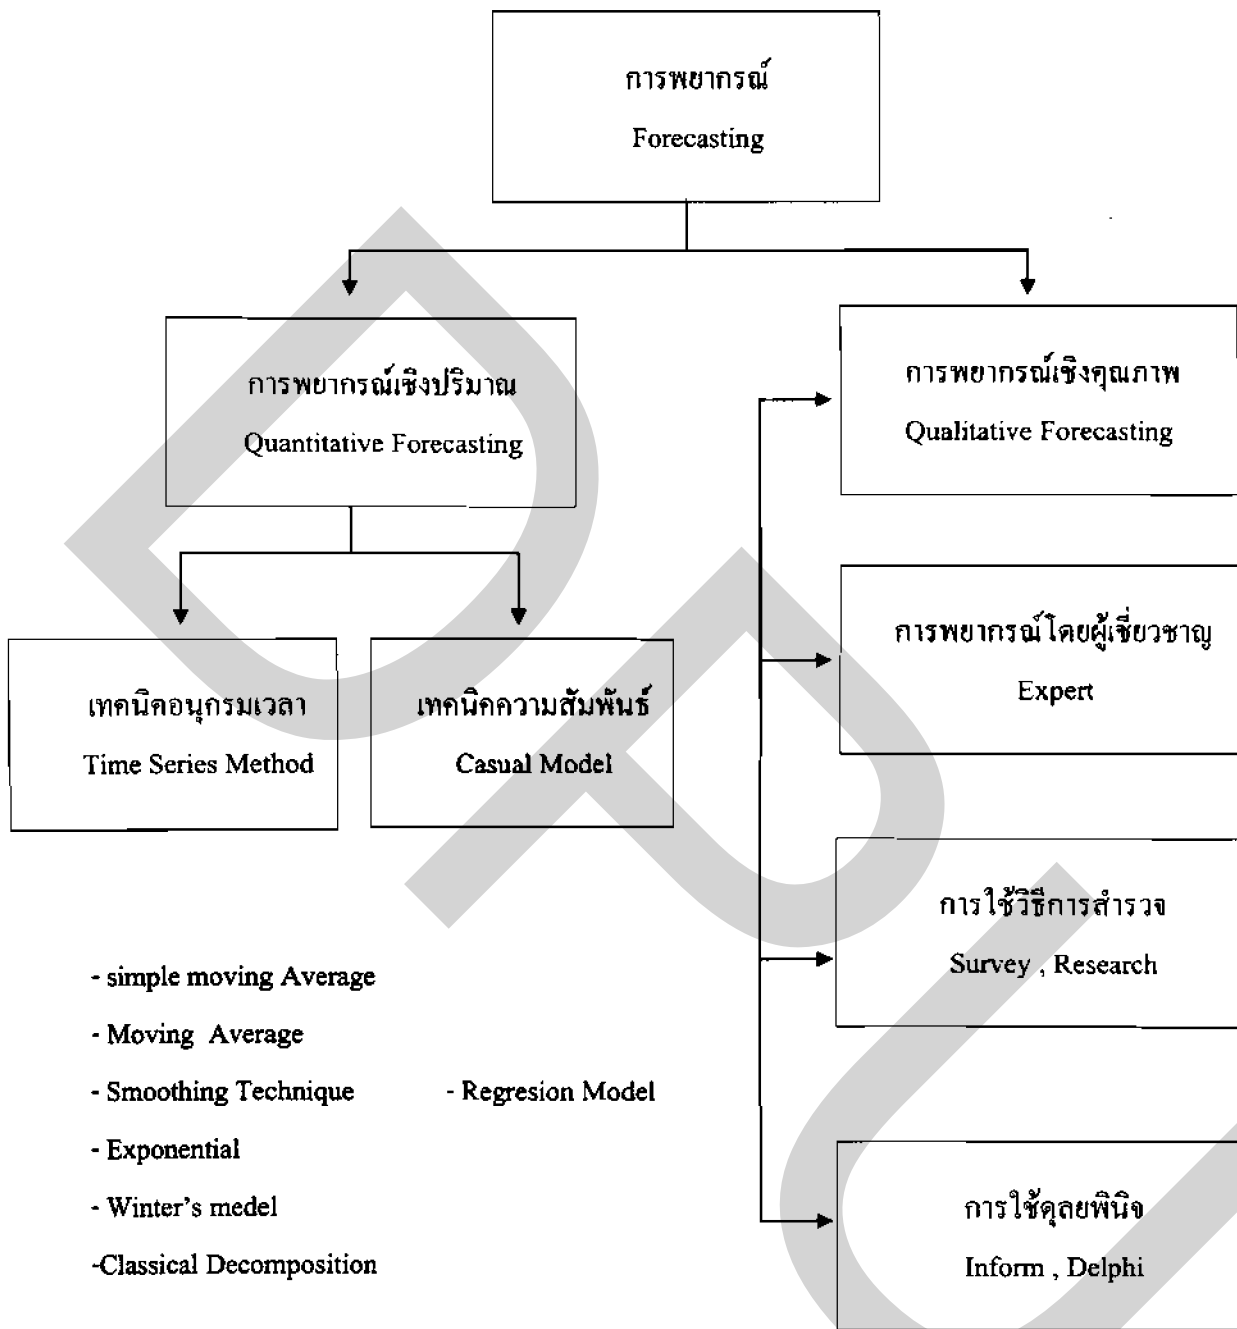 การพยากรณ์
Forecasting
การพยากรณ์เชิงปริมาณ
Quantitative Forecasting
การพยากรณ์เชิงคุณภาพ
Qualitative Forecasting
เทคนิคอนุกรมเวลา
Time Series Method
เทคนิคความสัมพันธ์
Casual Model
การพยากรณ์โดยผู้เชี่ยวชาญ
Expert
การใช้วิธีการสำรวจ
Survey , Research
การใช้ดุลยพินิจ
Inform , Delphi
- simple moving Average
- Moving Average
- Smoothing Technique
- Exponential
- Winter's medel
-Classical Decomposition
- Regresion Model
DPU